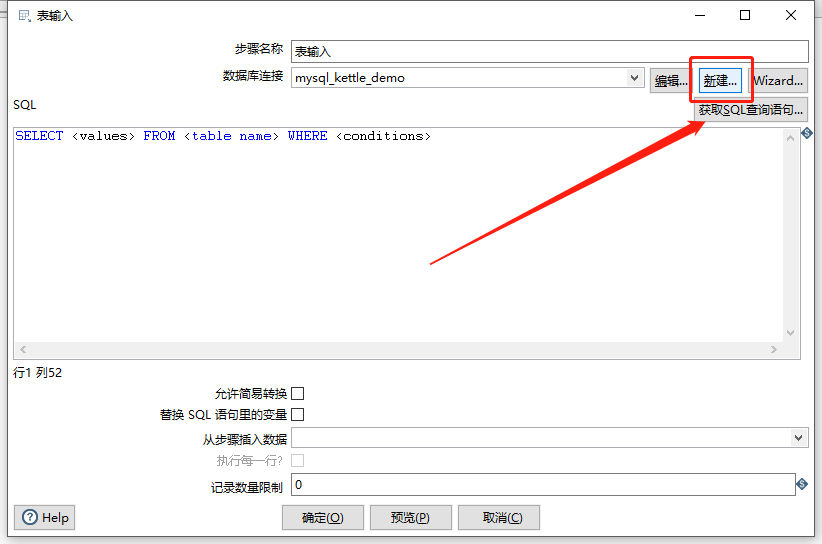 表输入
步骤名称 表输入
数据库连接 mysql_kettle_demo 编辑... 新建... Wizard...
SQL 获取SQL查询语句...
SELECT <values> FROM <table name> WHERE <conditions>
行1 列52
允许简易转换
替换 SQL 语句里的变量
从步骤插入数据
执行每一行?
记录数量限制 0
Help 确定(O) 预览(P) 取消(C)